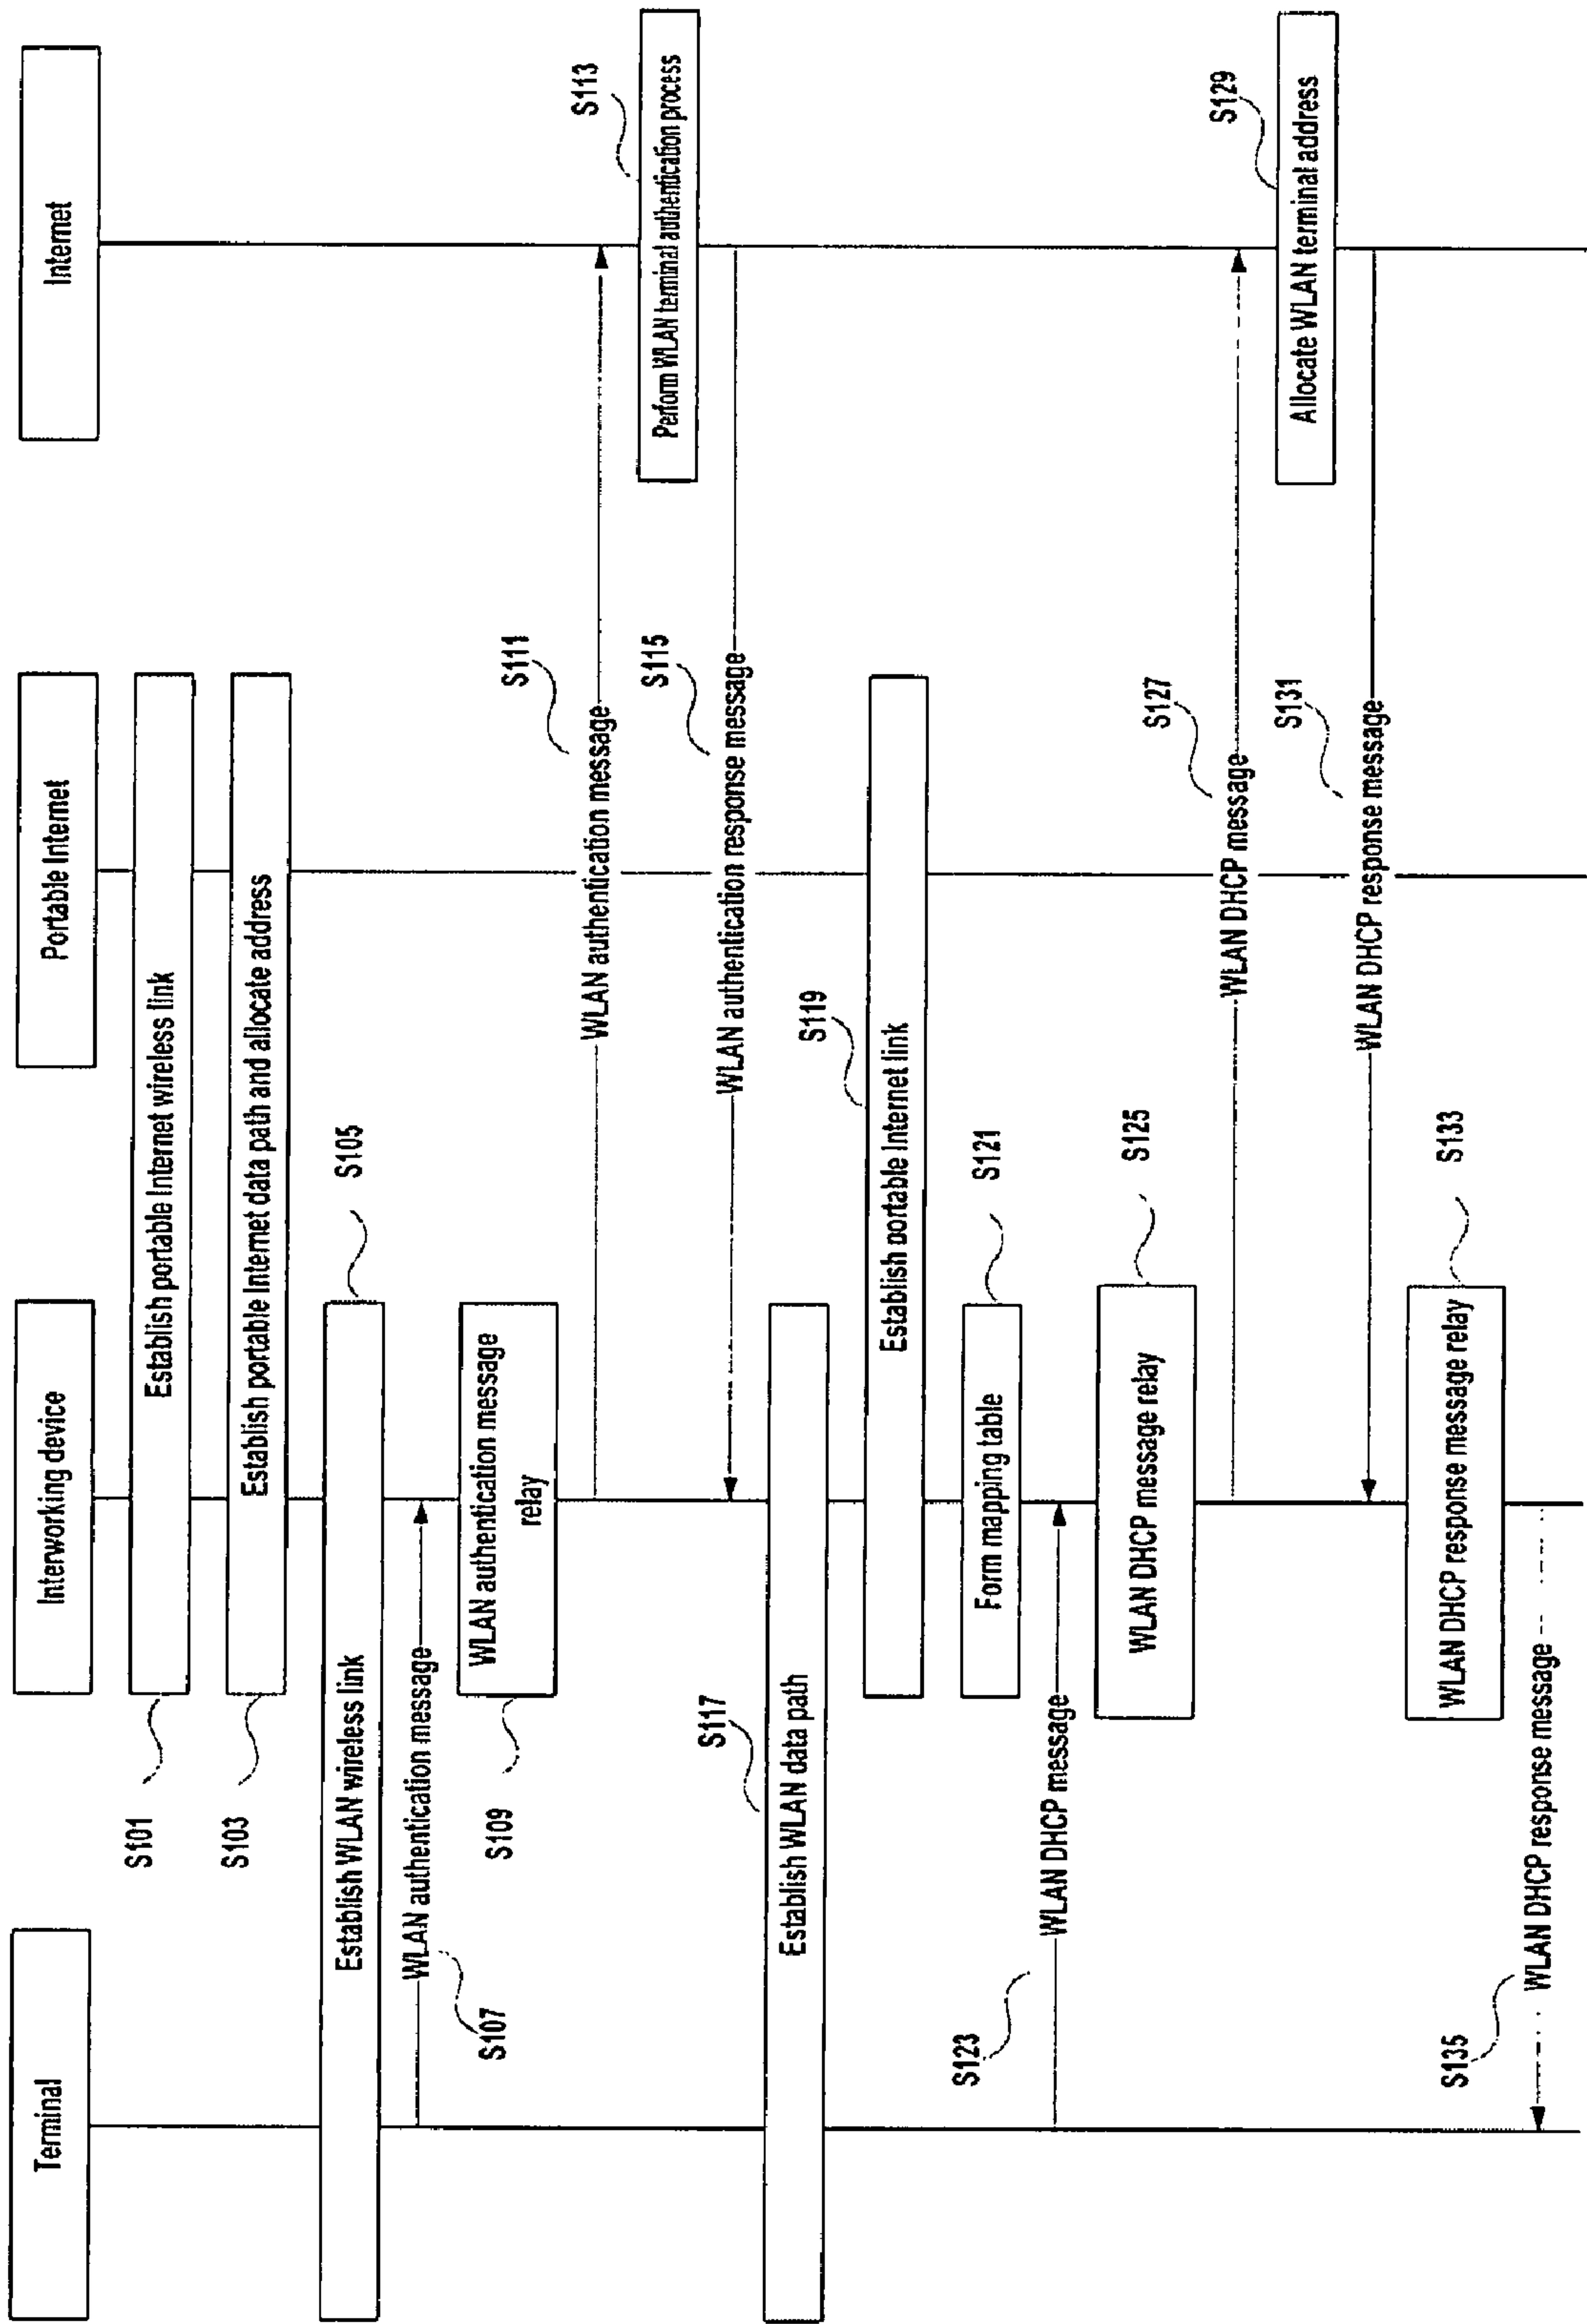 Terminal
Interworking device
Portable Internet
Internet
Establish portable Internet wireless link
S101
Establish portable Internet data path and allocate address
S103
Establish WLAN wireless link
S105
WLAN authentication message
S107
WLAN authentication message
relay
S109
WLAN authentication message
S111
Perform WLAN terminal authentication process
S113
WLAN authentication response message
S115
Establish WLAN data path
S117
Establish portable Internet link
S119
Form mapping table
S121
WLAN DHCP message
S123
WLAN DHCP message relay
S125
WLAN DHCP message
S127
Allocate WLAN terminal address
S129
WLAN DHCP response message
S131
WLAN DHCP response message relay
S133
WLAN DHCP response message
S135